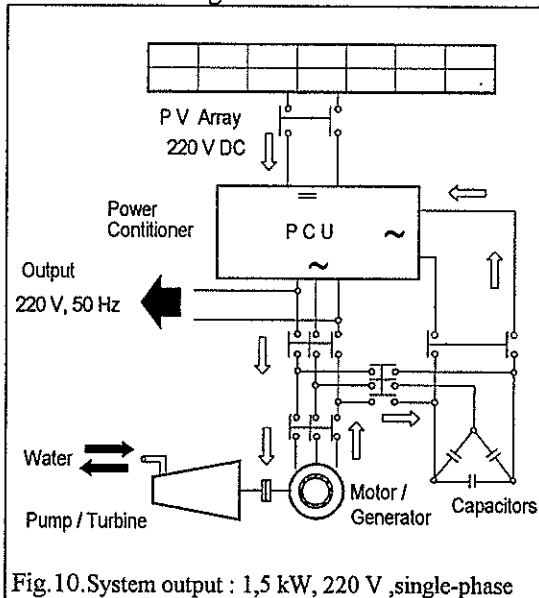 P V Array
220 V DC
Power
Contitioner
=
P C U
~
~
Output
220 V, 50 Hz
Water
Pump / Turbine
Motor /
Generator
Capacitors
Fig.10.System output : 1,5 kW, 220 V ,single-phase